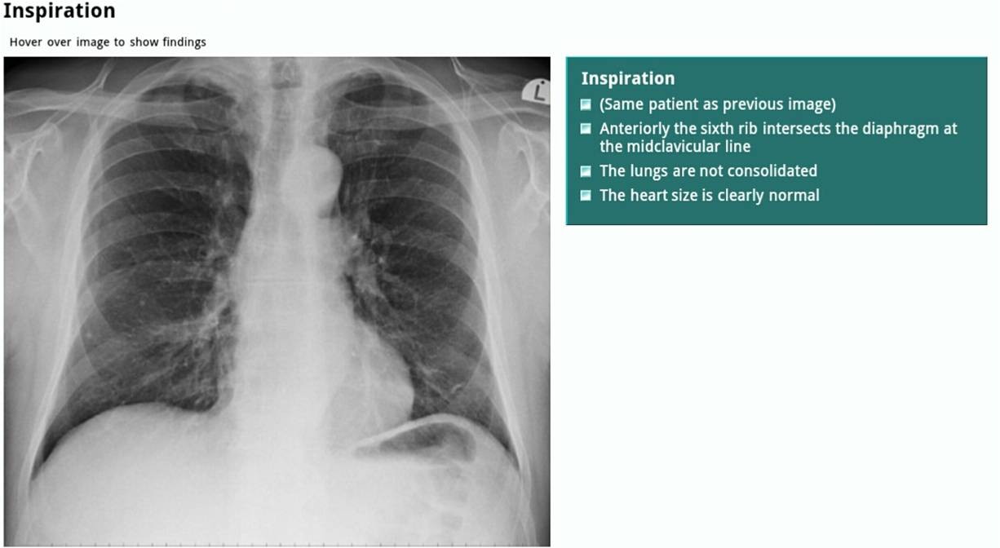 Inspiration
Hover over image to show findings
L
Inspiration
(Same patient as previous image)
Anteriorly the sixth rib intersects the diaphragm at
the midclavicular line
The lungs are not consolidated
The heart size is clearly normal